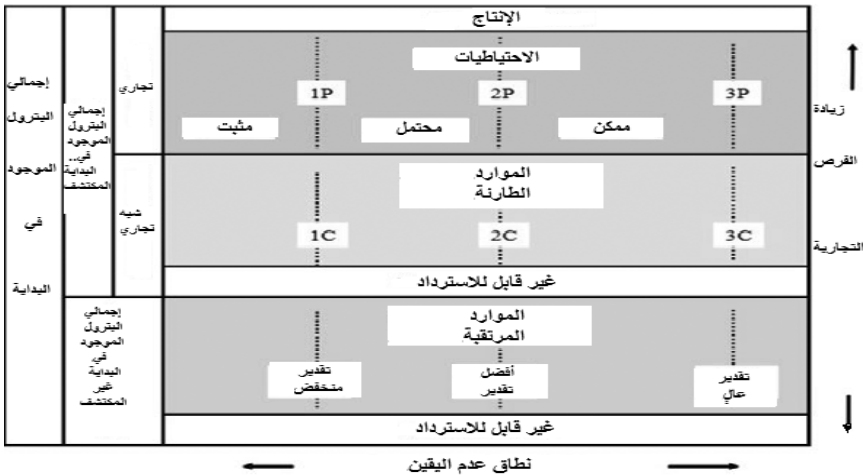 الإنتاج
الاحتياطيات
1P
2P
3P
مثبت
محتمل
ممكن
الموارد
الطارنة
1C
2C
3C
غير قابل للاسترداد
الموارد
المرتقبة
تقدير
منخفض
أفضل
تقدير
تقدير
عالٍ
غير قابل للاسترداد
نطاق عدم اليقين
تجاري
شبه
تجاري
إجمالي
البترول
الموجود
في..
البداية
المكتشف
إجمالي
البترول
الموجود
في
البداية
غير
المكتشف
إجمالي
البترول
الموجود
في
البداية
زيادة
الفرص
التجارية